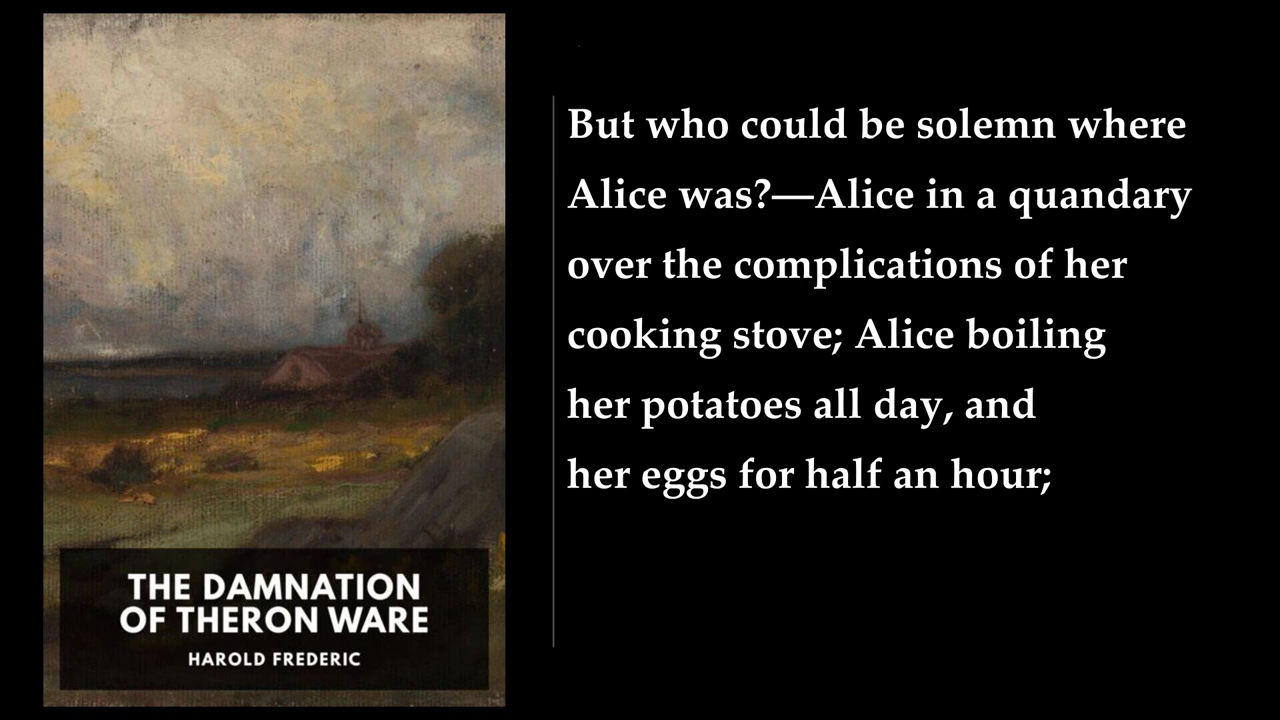 THE DAMNATION
OF THERON WARE
HAROLD FREDERIC
But who could be solemn where
Alice was?—Alice in a quandary
over the complications of her
cooking stove; Alice boiling
her potatoes all day, and
her eggs for half an hour;